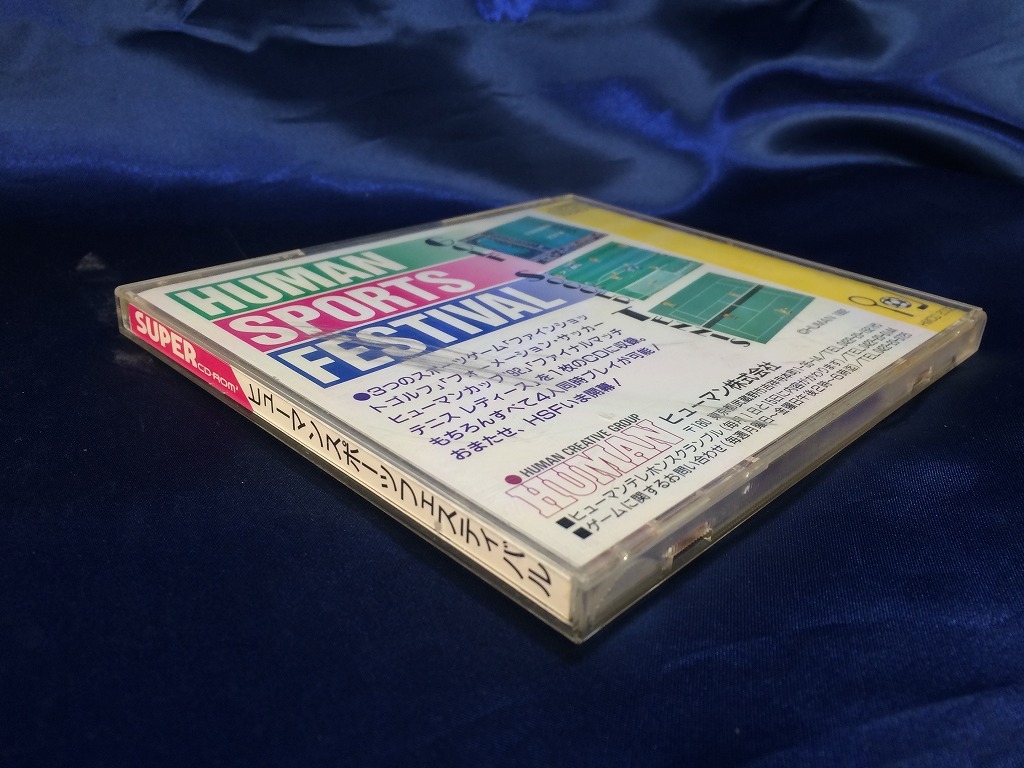 HUMAN
SPORTS
FESTIVAL
Golf
Soccer
Tennis
●3つのスポーツゲーム「ファインショッ
トゴルフ」「フォーメーション・サッカー
ヒューマンカップ'92」「ファイナルマッチ
テニス レディース」を1枚のCDに収録。
もちろんすべて4人同時プレイが可能!
おまたせ、HSFいま開幕!
HUMAN CREATIVE GROUP
HUMAN
ヒューマン株式会社
■ヒューマンテレホンスクランブル
■ゲームに関するお問い合わせ
SUPER CD-ROM²
ヒューマンスポーツフェスティバル